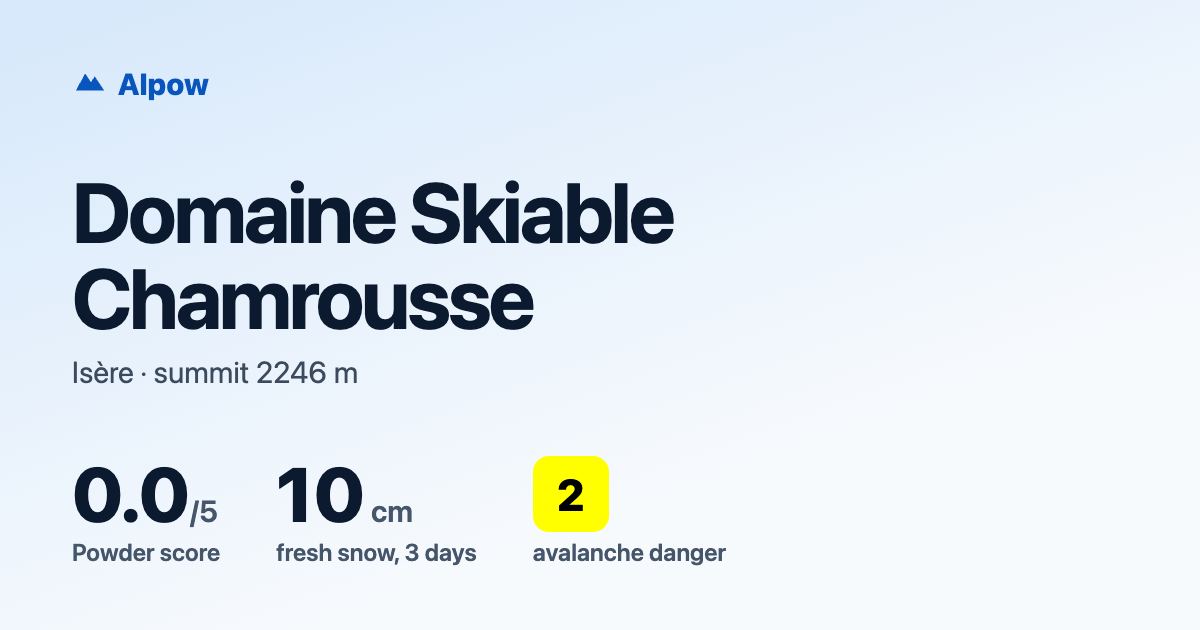 Alpow
Domaine Skiable
Chamrousse
Isère · summit 2246 m
0.0/5
Powder score
10 cm
fresh snow, 3 days
2
avalanche danger